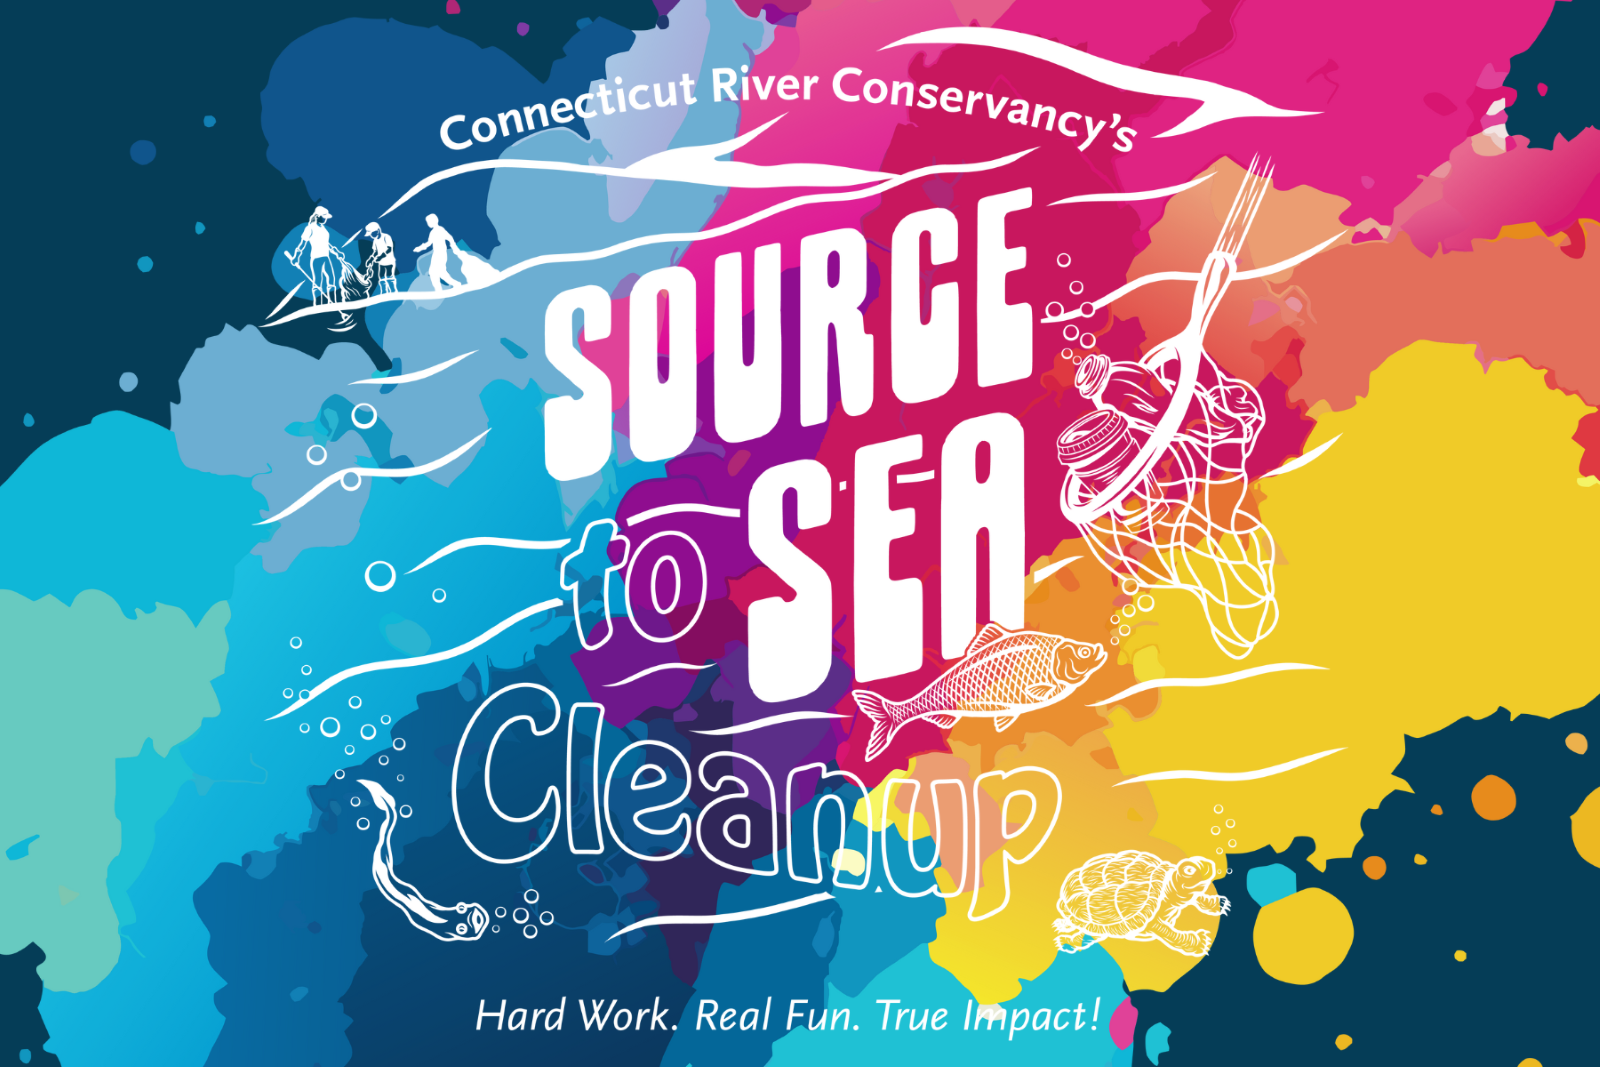 Connecticut River Conservancy's
SOURCE
to SEA
Cleanup
Hard Work. Real Fun. True Impact!